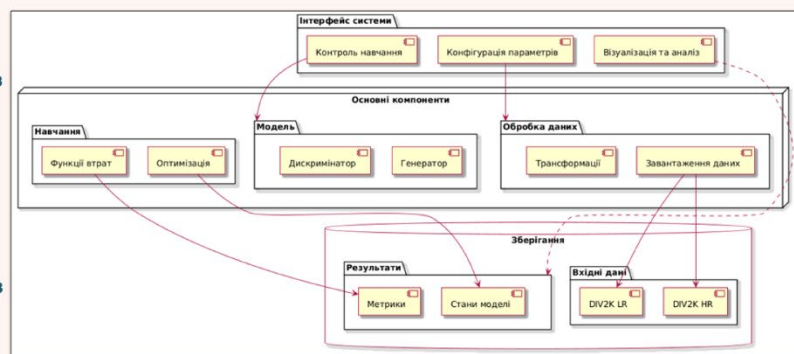 Інтерфейс системи
Контроль навчання
Конфігурація параметрів
Візуалізація та аналіз
Основні компоненти
Навчання
Функції втрат
Оптимізація
Модель
Дискримінатор
Генератор
Обробка даних
Трансформації
Завантаження даних
Зберігання
Результати
Метрики
Стани моделі
Вхідні дані
DIV2K LR
DIV2K HR